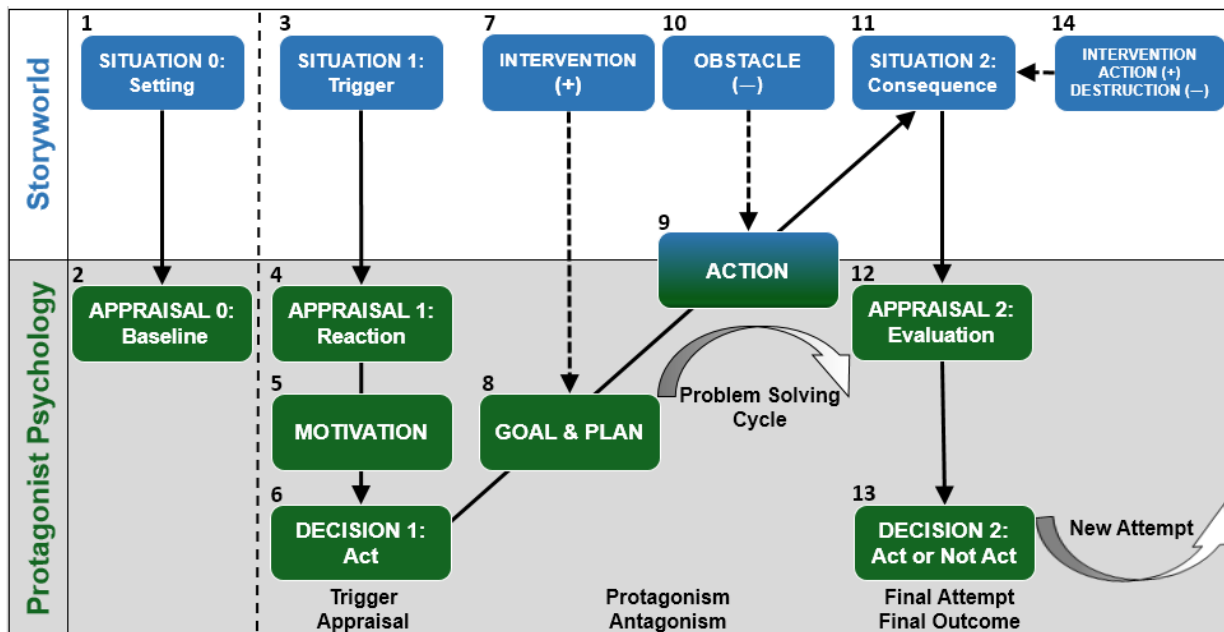 Storyworld
Protagonist Psychology
1
SITUATION 0:
Setting
2
APPRAISAL 0:
Baseline
3
SITUATION 1:
Trigger
4
APPRAISAL 1:
Reaction
5
MOTIVATION
6
DECISION 1:
Act
Trigger
Appraisal
7
INTERVENTION
(+)
8
GOAL & PLAN
9
ACTION
10
OBSTACLE
(—)
Problem Solving
Cycle
Protagonism
Antagonism
11
SITUATION 2:
Consequence
12
APPRAISAL 2:
Evaluation
13
DECISION 2:
Act or Not Act
Final Attempt
Final Outcome
14
INTERVENTION
ACTION (+)
DESTRUCTION (—)
New Attempt